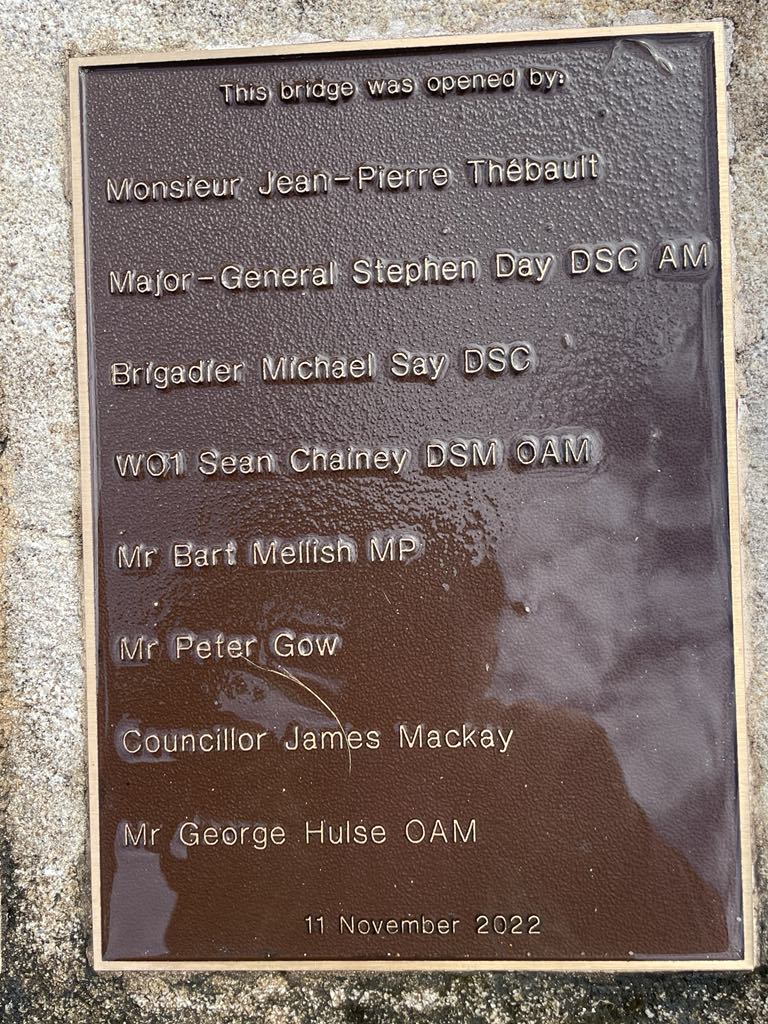 This bridge was opened by:
Monsieur Jean-Pierre Thébault
Major-General Stephen Day DSC AM
Brigadier Michael Say DSC
WO1 Sean Chainey DSM OAM
Mr Bart Mellish MP
Mr Peter Gow
Councillor James Mackay
Mr George Hulse OAM
11 November 2022